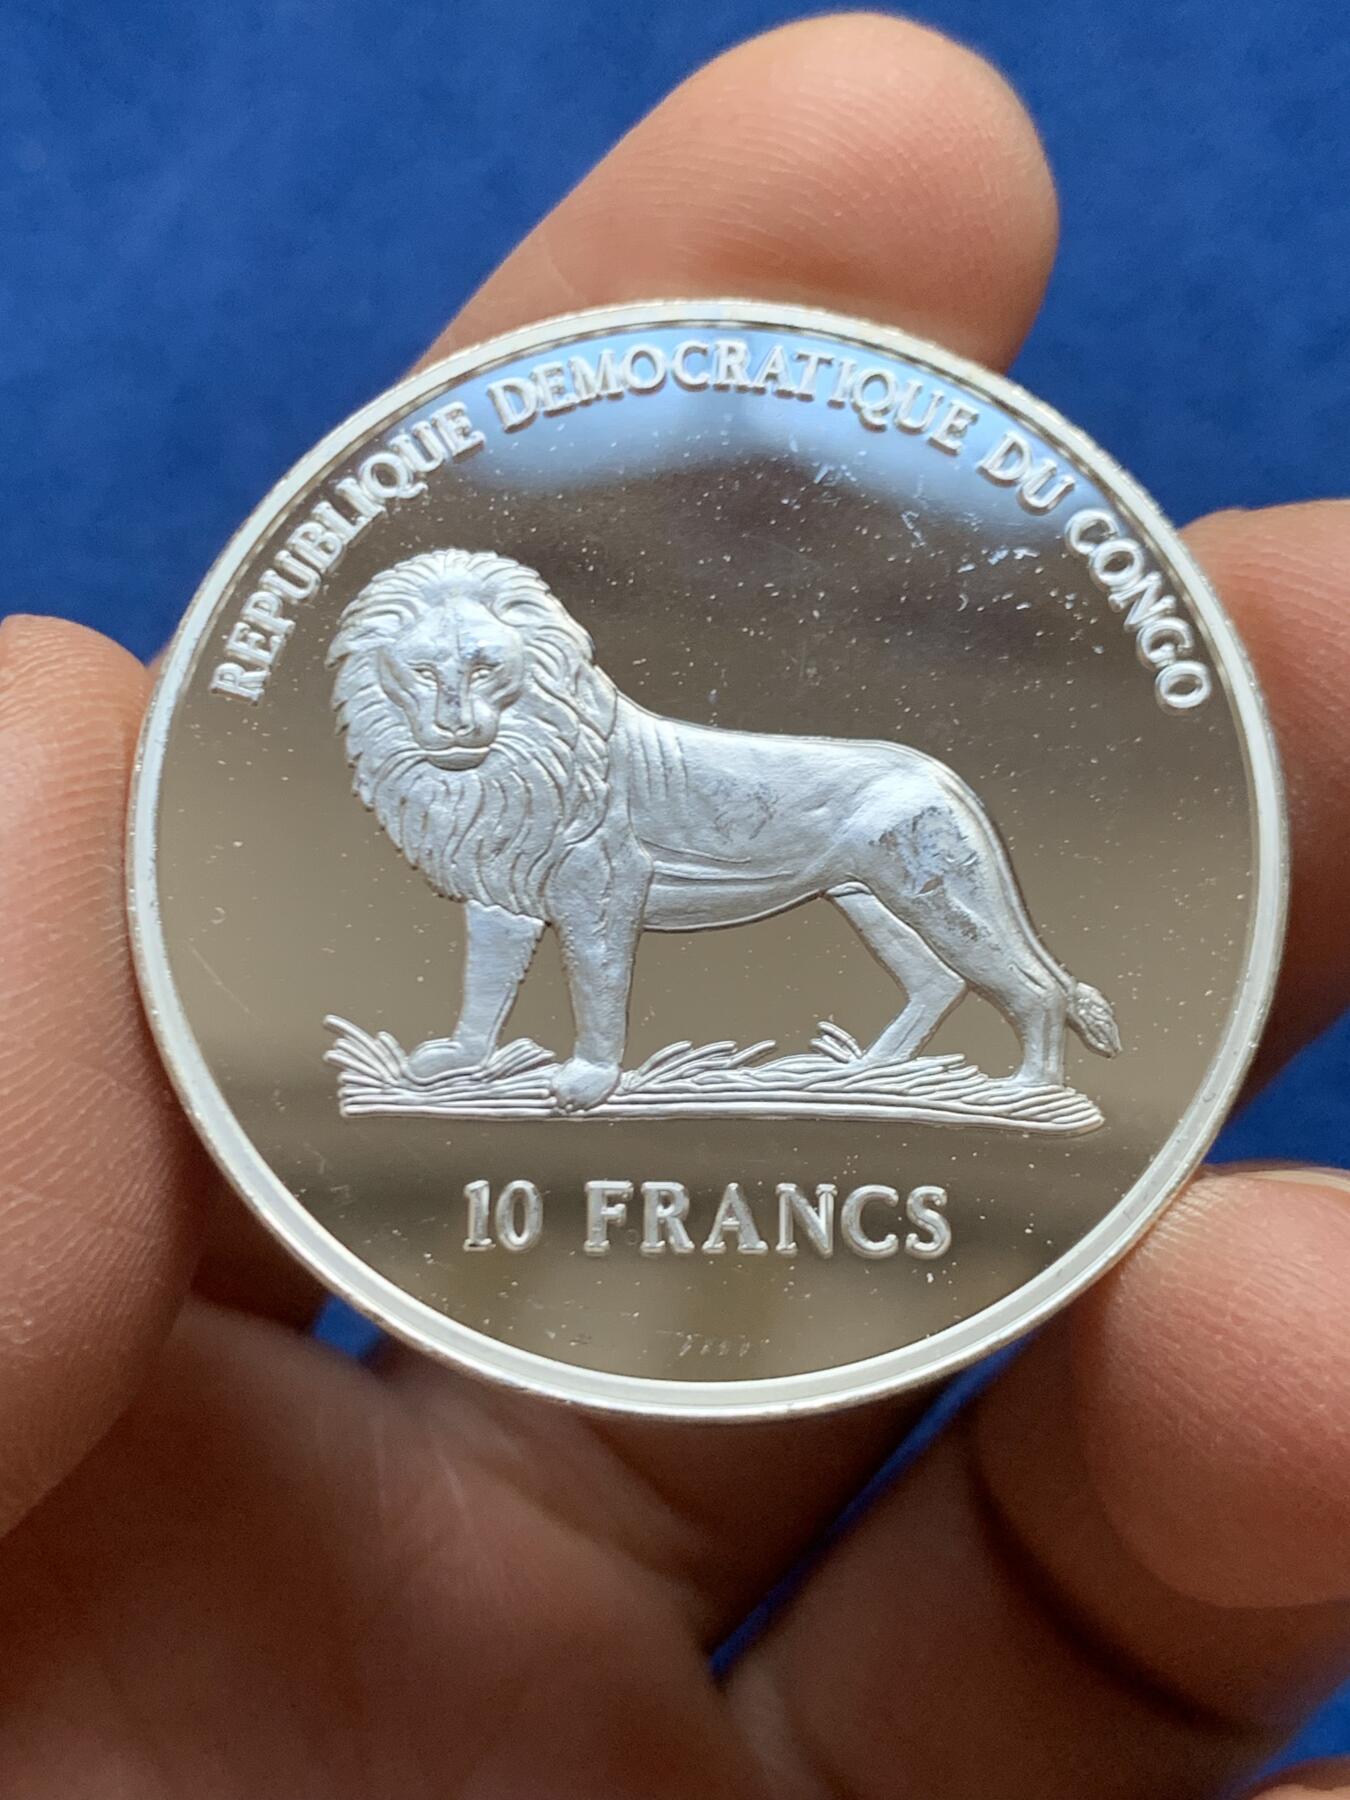 REPUBLIQUE DEMOCRATIQUE DU CONGO
10 FRANCS